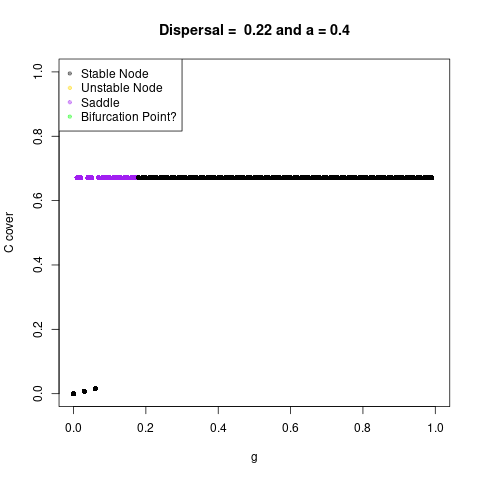 Dispersal =  0.22 and a = 0.4
Stable Node
Unstable Node
Saddle
Bifurcation Point?
C cover
1.0
0.8
0.6
0.4
0.2
0.0
0.0 0.2 0.4 0.6 0.8 1.0
g